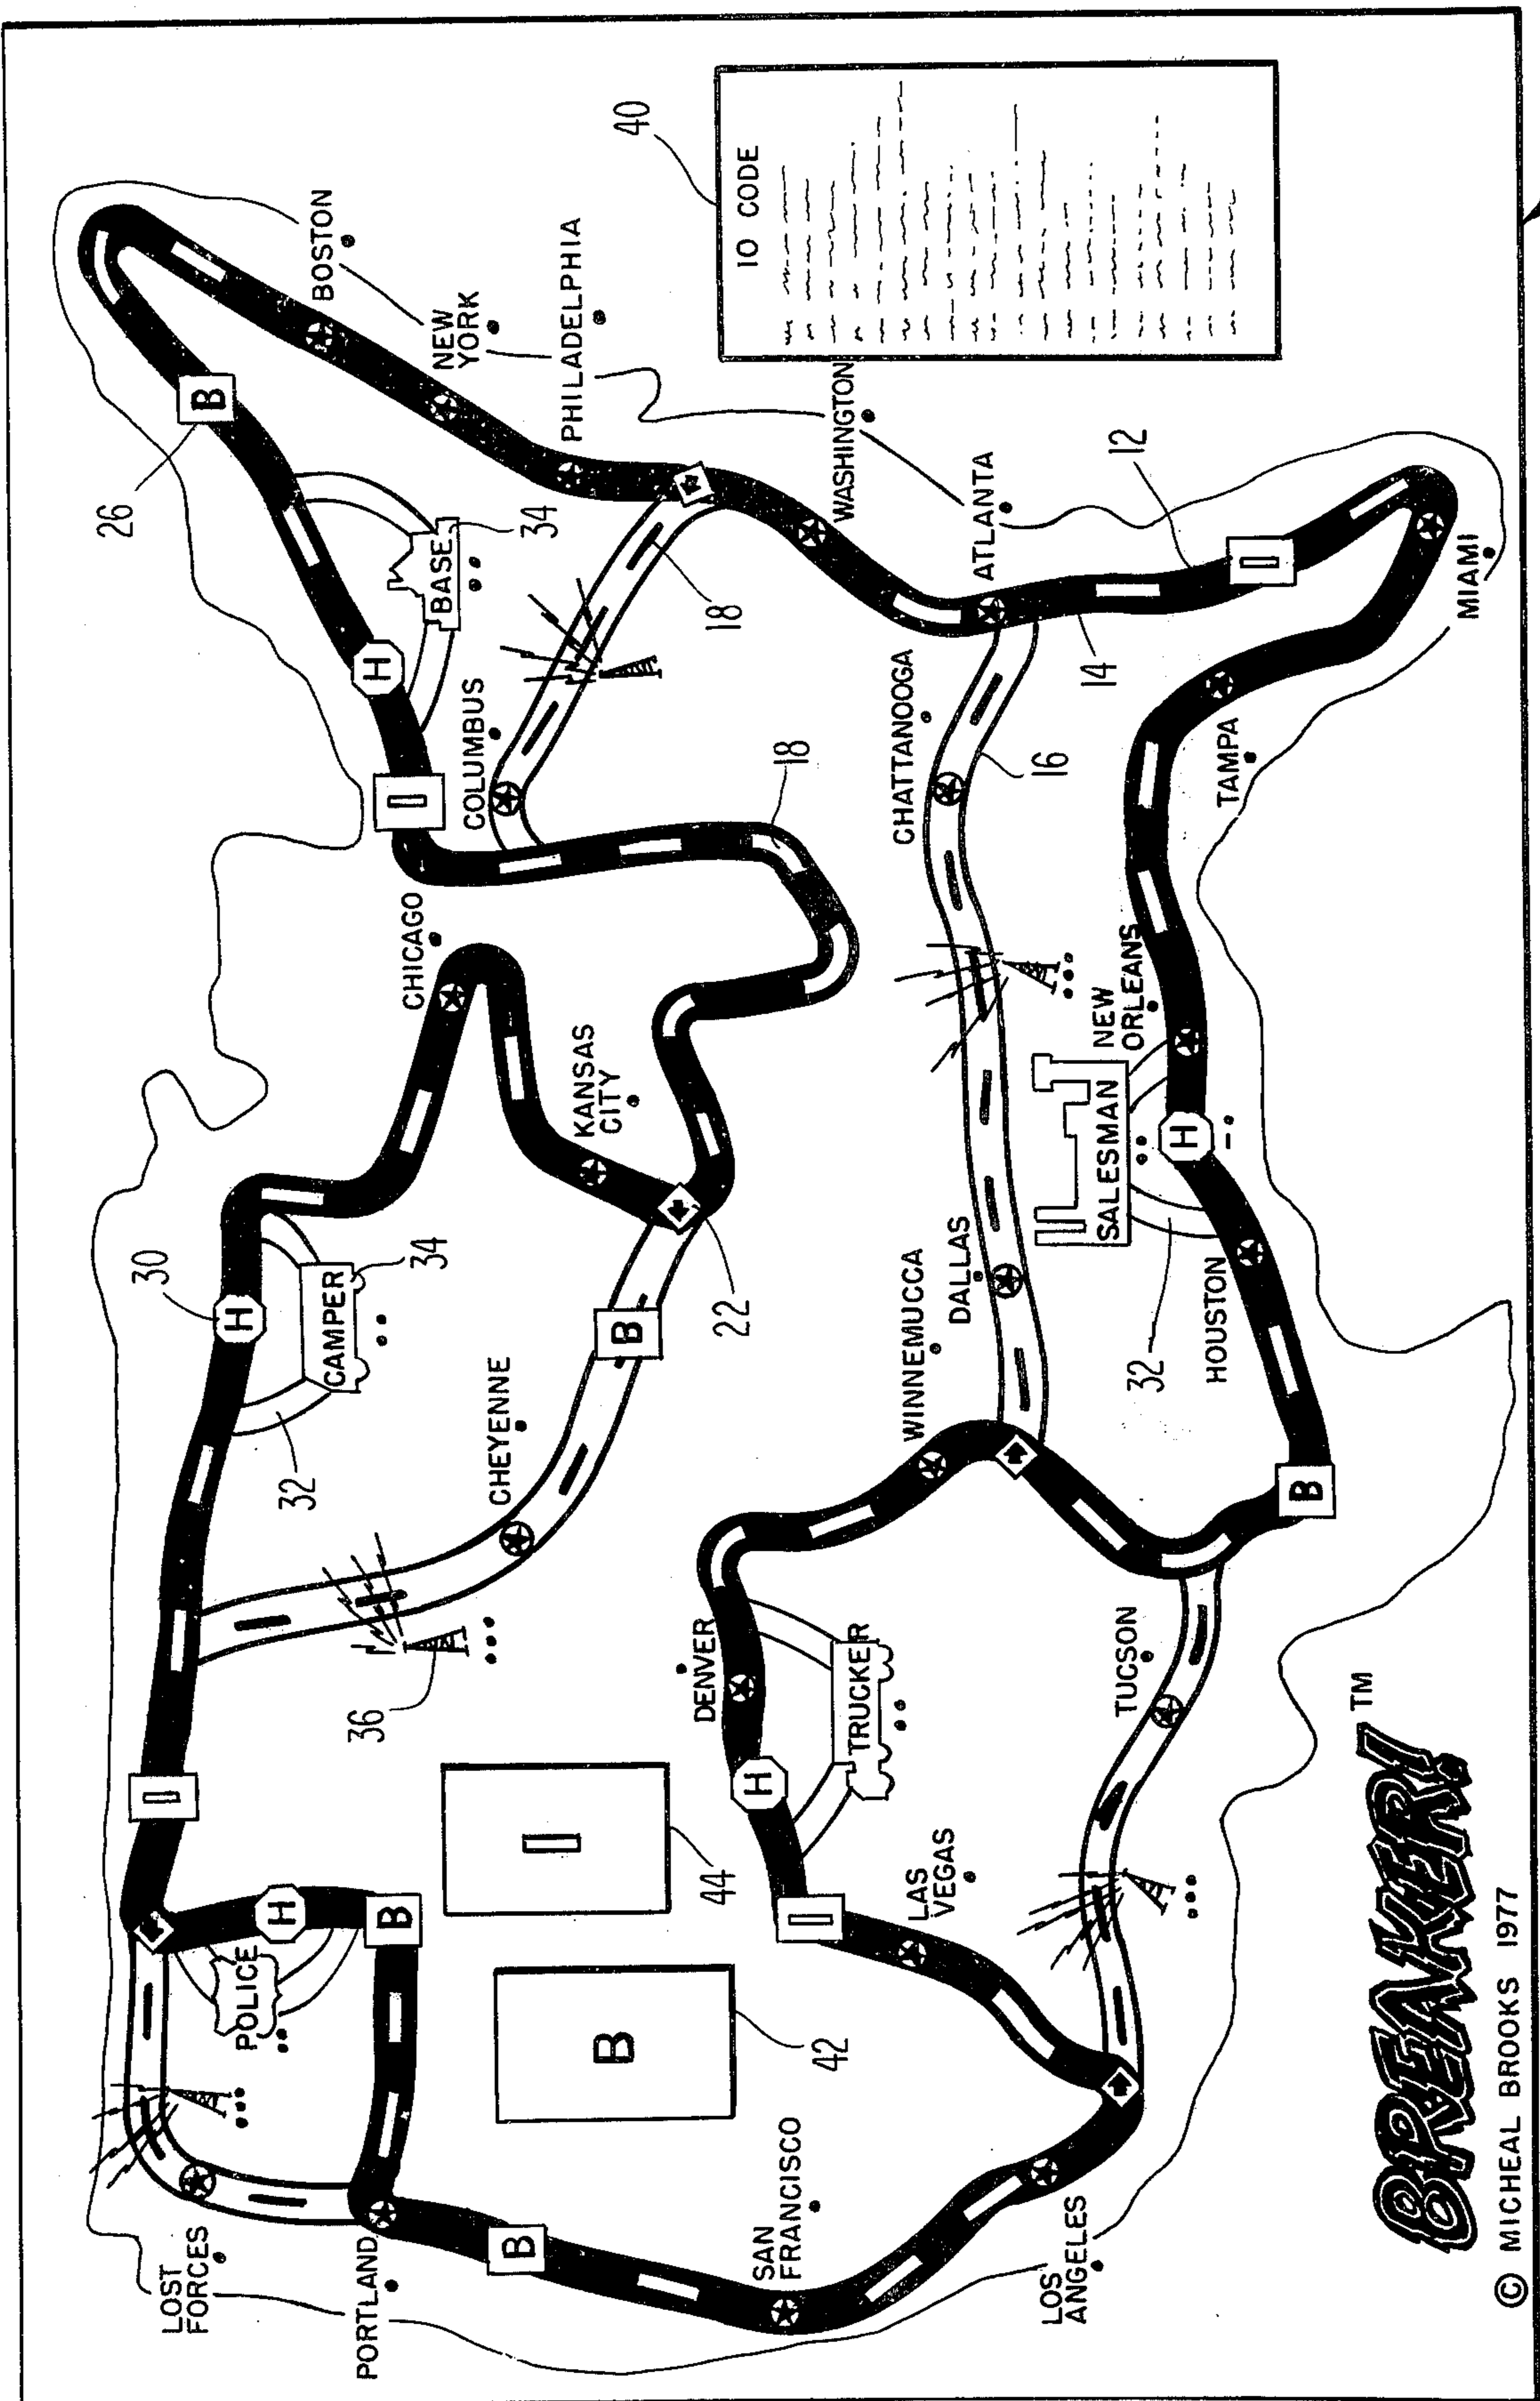 LOST
FORCES
POLICE
H
B
I
30
H
32
CAMPER
34
26
B
BOSTON
PORTLAND
B
36
CHEYENNE
CHICAGO
I
H
BASE
34
NEW
YORK
I
44
B
42
B
22
KANSAS
CITY
COLUMBUS
18
PHILADELPHIA
40
10 CODE
SAN
FRANCISCO
DENVER
H
TRUCKER
I
18
WASHINGTON
LAS
VEGAS
WINNEMUCCA
DALLAS
CHATTANOOGA
16
ATLANTA
LOS
ANGELES
TUCSON
SALESMAN
NEW
ORLEANS
14
12
32
H
HOUSTON
TAMPA
I
B
MIAMI
BREAKER! TM
© MICHEAL BROOKS 1977